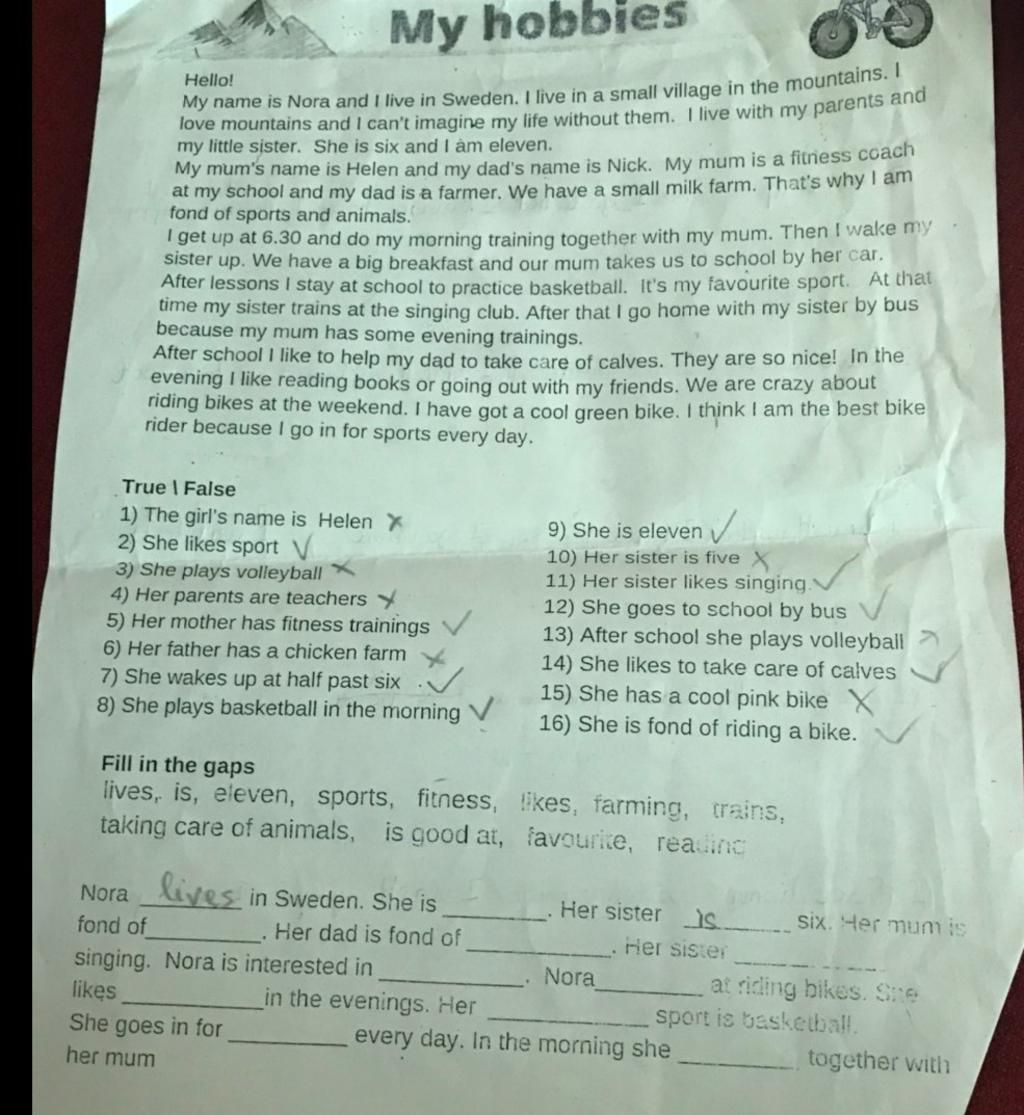 My hobbies
Hello!
My name is Nora and I live in Sweden. I live in a small village in the mountains. I
love mountains and I can't imagine my life without them. I live with my parents and
my little sister. She is six and I am eleven.
My mum's name is Helen and my dad's name is Nick. My mum is a fitness coach
at my school and my dad is a farmer. We have a small milk farm. That's why I am
fond of sports and animals.
I get up at 6.30 and do my morning training together with my mum. Then I wake my
sister up. We have a big breakfast and our mum takes us to school by her car.
After lessons I stay at school to practice basketball. It's my favourite sport. At that
time my sister trains at the singing club. After that I go home with my sister by bus
because my mum has some evening trainings.
After school I like to help my dad to take care of calves. They are so nice! In the
evening I like reading books or going out with my friends. We are crazy about
riding bikes at the weekend. I have got a cool green bike. I think I am the best bike
rider because I go in for sports every day.
True \ False
1) The girl's name is Helen ✗
2) She likes sport ✓
3) She plays volleyball ✗
4) Her parents are teachers ✗
5) Her mother has fitness trainings ✓
6) Her father has a chicken farm ✗
7) She wakes up at half past six ✓
8) She plays basketball in the morning ✓
9) She is eleven ✓
10) Her sister is five ✗
11) Her sister likes singing ✓
12) She goes to school by bus ✓
13) After school she plays volleyball ✗
14) She likes to take care of calves ✓
15) She has a cool pink bike ✗
16) She is fond of riding a bike. ✓
Fill in the gaps
lives, is, eleven, sports, fitness, likes, farming, trains,
taking care of animals, is good at, favourite, reading
Nora lives in Sweden. She is ________. Her sister is ________ six. Her mum is
fond of ________. Her dad is fond of ________. Her sister ________
singing. Nora is interested in ________. Nora ________ at riding bikes. She
likes ________ in the evenings. Her ________ sport is basketball.
She goes in for ________ every day. In the morning she ________ together with
her mum